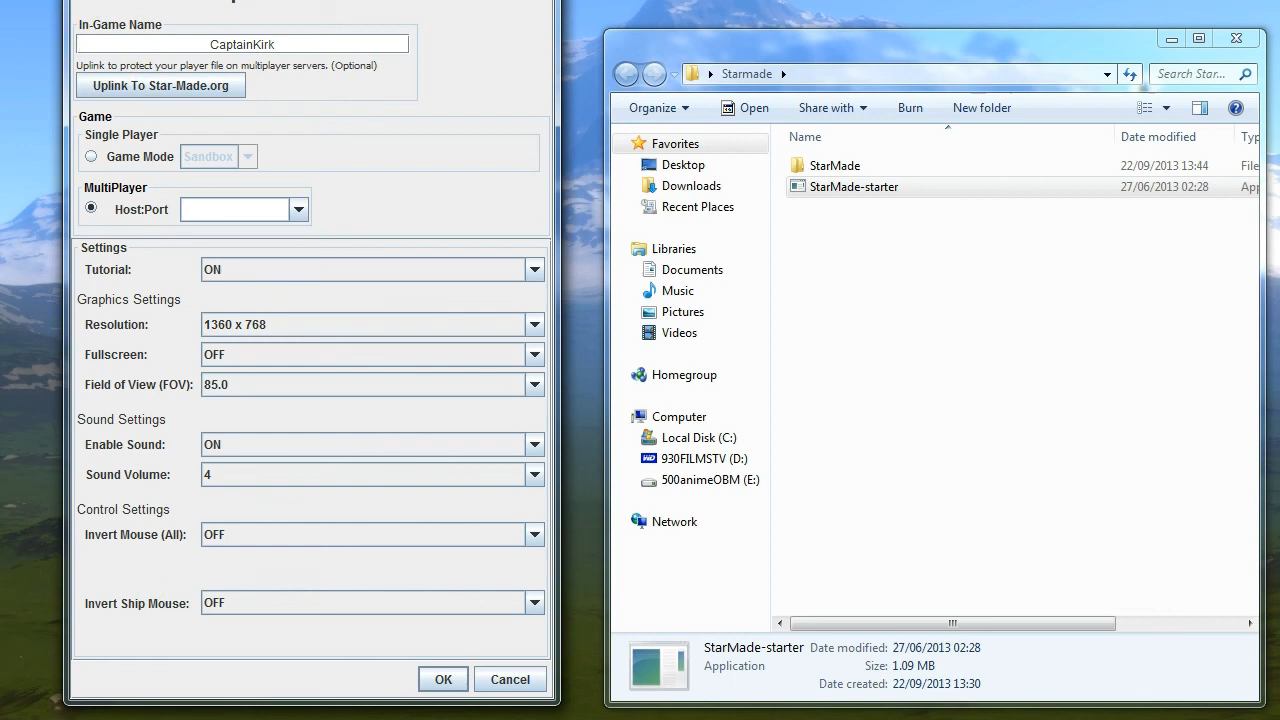 In-Game Name
CaptainKirk
Uplink to protect your player file on multiplayer servers. (Optional)
Uplink To Star-Made.org
Game
Single Player
Game Mode Sandbox
MultiPlayer
Host:Port
Settings
Tutorial: ON
Graphics Settings
Resolution: 1360 x 768
Fullscreen: OFF
Field of View (FOV): 85.0
Sound Settings
Enable Sound: ON
Sound Volume: 4
Control Settings
Invert Mouse (All): OFF
Invert Ship Mouse: OFF
OK Cancel
Starmade Search Star...
Organize Open Share with Burn New folder
Name Date modified Typ
Favorites
Desktop
Downloads
Recent Places
Libraries
Documents
Music
Pictures
Videos
Homegroup
Computer
Local Disk (C:)
WD 930FILMSTV (D:)
500animeOBM (E:)
Network
StarMade 22/09/2013 13:44 File
StarMade-starter 27/06/2013 02:28 App
StarMade-starter Date modified: 27/06/2013 02:28
Application Size: 1.09 MB
Date created: 22/09/2013 13:30